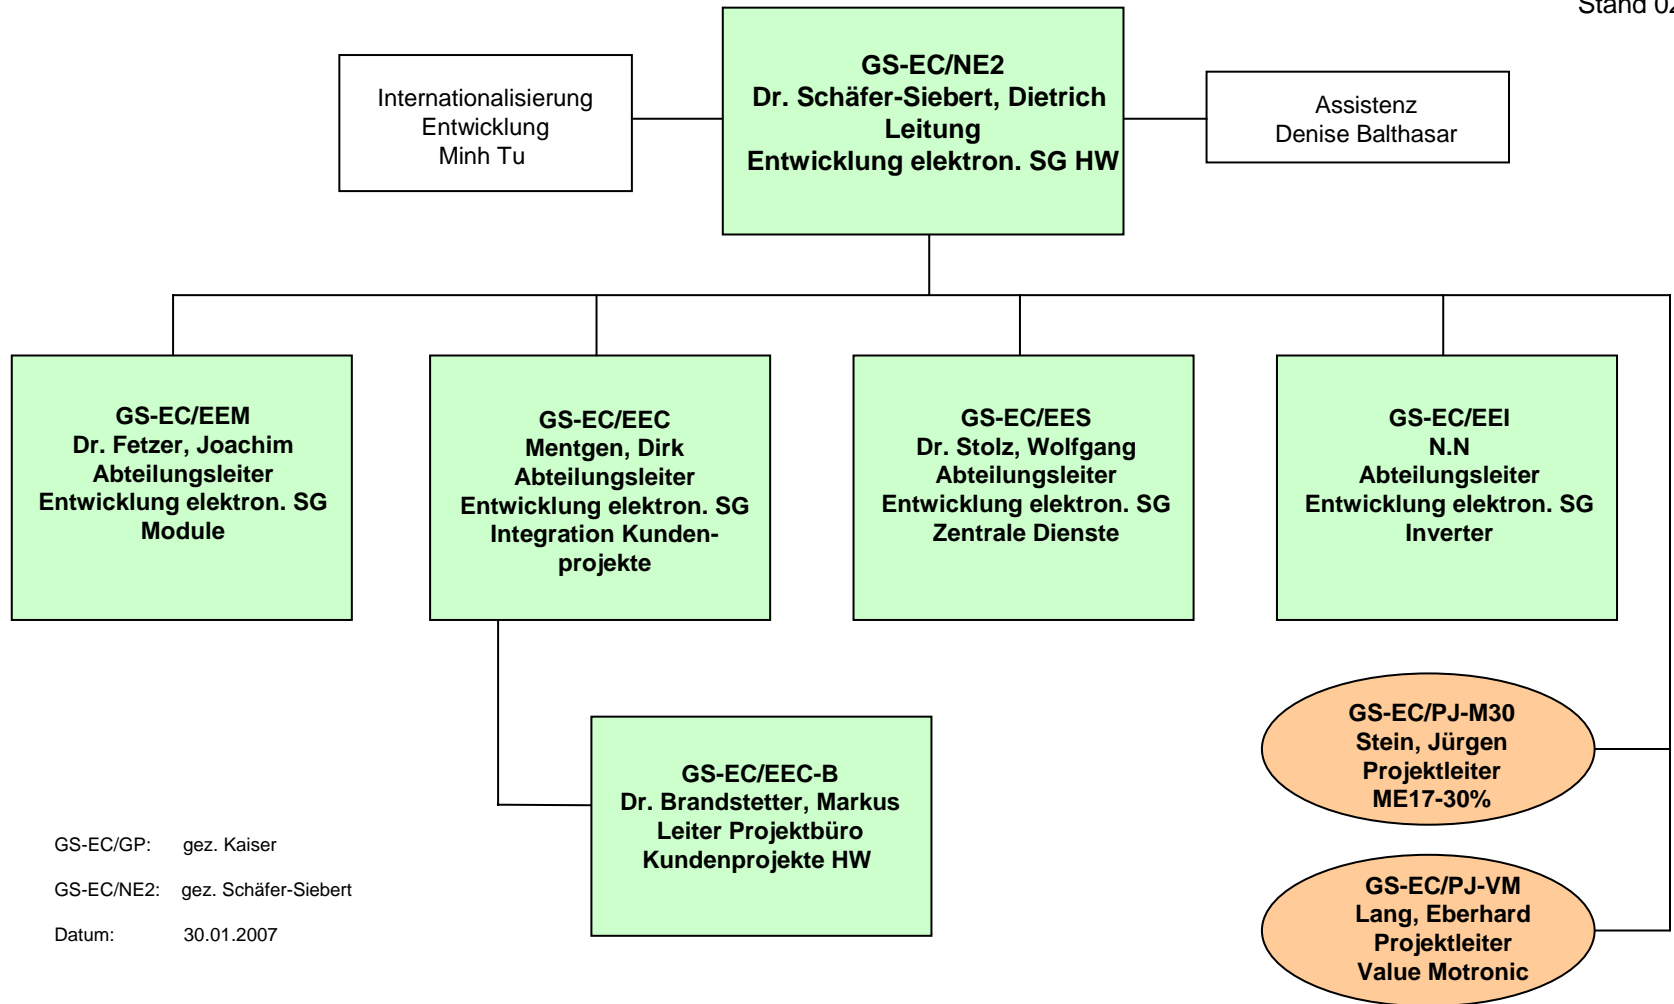 Stand 02
GS-EC/NE2
Dr. Schäfer-Siebert, Dietrich
Leitung
Entwicklung elektron. SG HW
Internationalisierung
Entwicklung
Minh Tu
Assistenz
Denise Balthasar
GS-EC/EEM
Dr. Fetzer, Joachim
Abteilungsleiter
Entwicklung elektron. SG
Module
GS-EC/EEC
Mentgen, Dirk
Abteilungsleiter
Entwicklung elektron. SG
Integration Kunden-
projekte
GS-EC/EES
Dr. Stolz, Wolfgang
Abteilungsleiter
Entwicklung elektron. SG
Zentrale Dienste
GS-EC/EEI
N.N
Abteilungsleiter
Entwicklung elektron. SG
Inverter
GS-EC/EEC-B
Dr. Brandstetter, Markus
Leiter Projektbüro
Kundenprojekte HW
GS-EC/PJ-M30
Stein, Jürgen
Projektleiter
ME17-30%
GS-EC/PJ-VM
Lang, Eberhard
Projektleiter
Value Motronic
GS-EC/GP: gez. Kaiser
GS-EC/NE2: gez. Schäfer-Siebert
Datum: 30.01.2007